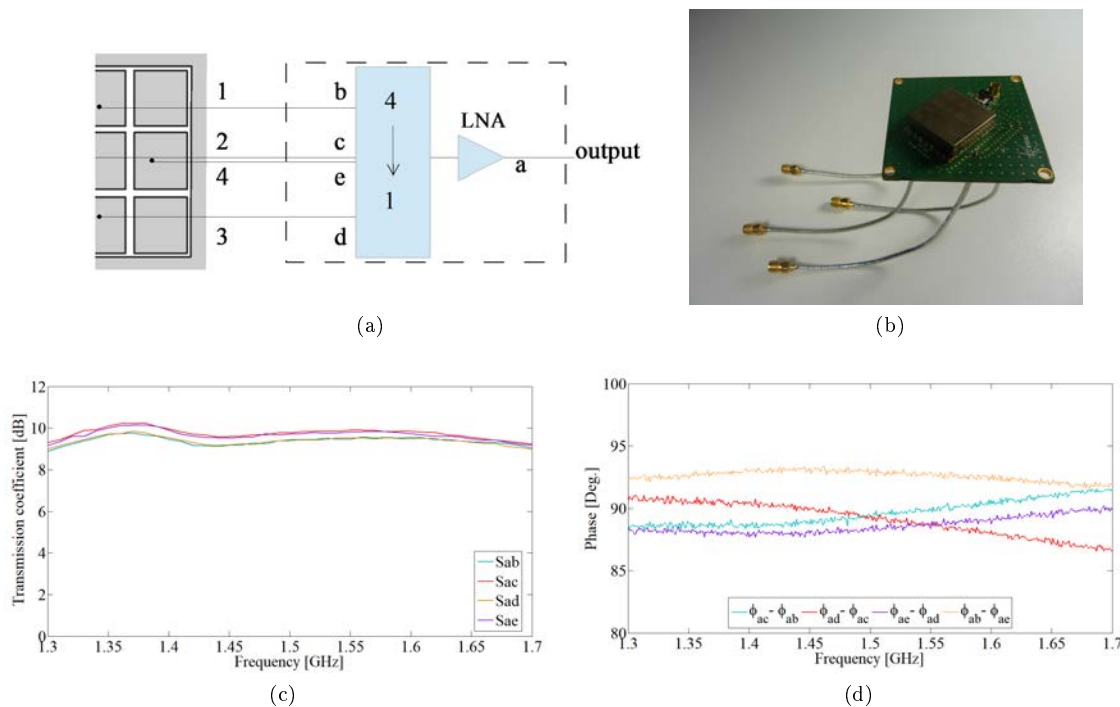 1
b
4
LNA
2
c
a
output
4
e
1
3
d
(a)
(b)
12
10
8
6
4
2
0
Transmission coefficient [dB]
1.3
1.4
1.45
1.5
1.55
1.6
1.65
1.7
Frequency [GHz]
Sab
Sac
Sad
Sae
(c)
100
95
90
85
80
Phase [Deg.]
ϕac - ϕab
ϕad - ϕac
ϕae - ϕad
ϕab - ϕae
1.3
1.35
1.4
1.45
1.5
1.55
1.6
1.65
1.7
Frequency [GHz]
(d)